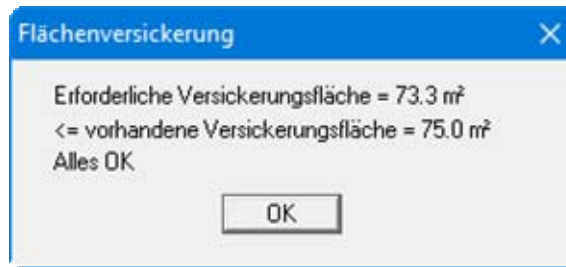 Flächenversickerung
Erforderliche Versickerungsfläche = 73.3 m²
<= vorhandene Versickerungsfläche = 75.0 m²
Alles OK
OK